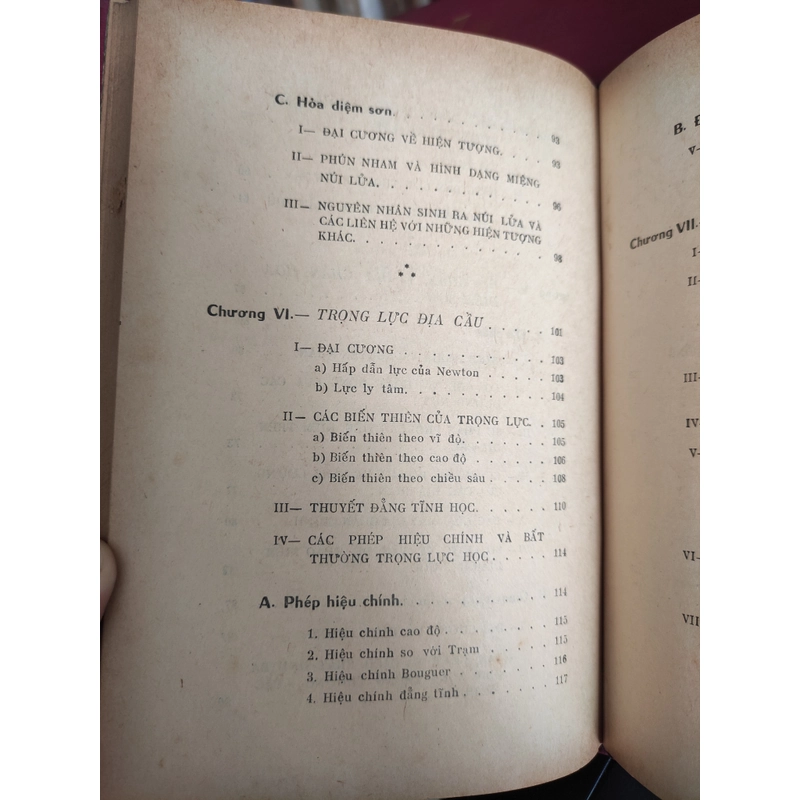 C. Hỏa diệm sơn. . . . . . . . . . . . 93
I— ĐẠI CƯƠNG VỀ HIỆN TƯỢNG. . . . 93
II— PHÚN NHAM VÀ HÌNH DẠNG MIỆNG
NÚI LỬA. . . . . . . . . . . . 96
III— NGUYÊN NHÂN SINH RA NÚI LỬA VÀ
CÁC LIÊN HỆ VỚI NHỮNG HIỆN TƯỢNG
KHÁC. . . . . . . . . . . . . 98
Chương VI.— TRỌNG LỰC ĐỊA CẦU . . . . . 101
I— ĐẠI CƯƠNG . . . . . . . . . . 103
a) Hấp dẫn lực của Newton . . . . . 103
b) Lực ly tâm. . . . . . . . . . 104
II— CÁC BIẾN THIÊN CỦA TRỌNG LỰC. . 105
a) Biến thiên theo vĩ độ. . . . . . 105
b) Biến thiên theo cao độ . . . . . 106
c) Biến thiên theo chiều sâu . . . . 108
III— THUYẾT ĐẲNG TĨNH HỌC. . . . . 110
IV— CÁC PHÉP HIỆU CHỈNH VÀ BẤT
THƯỜNG TRỌNG LỰC HỌC . . . . 114
A. Phép hiệu chính. . . . . . . . . . 114
1. Hiệu chính cao độ . . . . . . . 115
2. Hiệu chính so với Trạm . . . . . 115
3. Hiệu chính Bouguer . . . . . . 116
4. Hiệu chính đẳng tĩnh . . . . . . 117
B. Đ
V-
Chương VII.-
I-
II-
III-
IV-
V-
VI-
VII